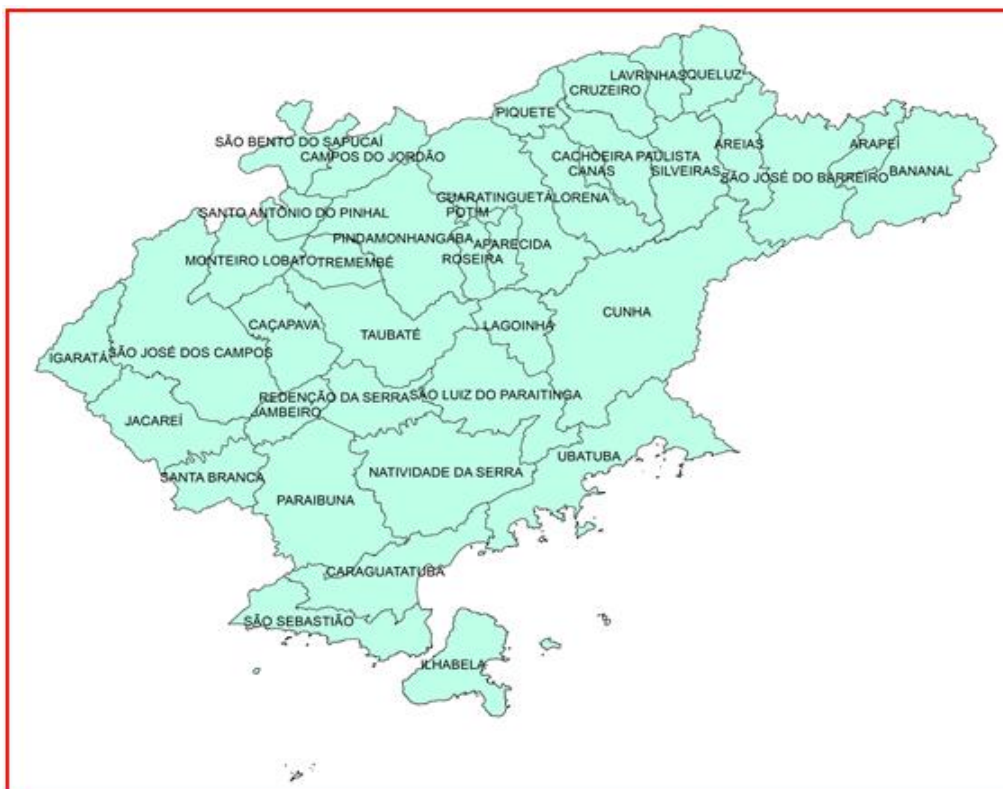 LAVRINHAS
QUELUZ
CRUZEIRO
PIQUETE
SÃO BENTO DO SAPUCAÍ
CAMPOS DO JORDÃO
AREIAS
ARAPEÍ
CACHOEIRA PAULISTA
CANAS
SILVEIRAS
BANANAL
SÃO JOSÉ DO BARREIRO
GUARATINGUETÁ
LORENA
SANTO ANTÔNIO DO PINHAL
POTIM
PINDAMONHANGABA
APARECIDA
MONTEIRO LOBATO
TREMEMBÉ
ROSEIRA
CUNHA
CAÇAPAVA
TAUBATÉ
LAGOINHA
IGARATÁ
SÃO JOSÉ DOS CAMPOS
REDENÇÃO DA SERRA
SÃO LUIZ DO PARAITINGA
JAMBEIRO
JACAREÍ
UBATUBA
NATIVIDADE DA SERRA
SANTA BRANCA
PARAIBUNA
CARAGUATATUBA
SÃO SEBASTIÃO
ILHABELA